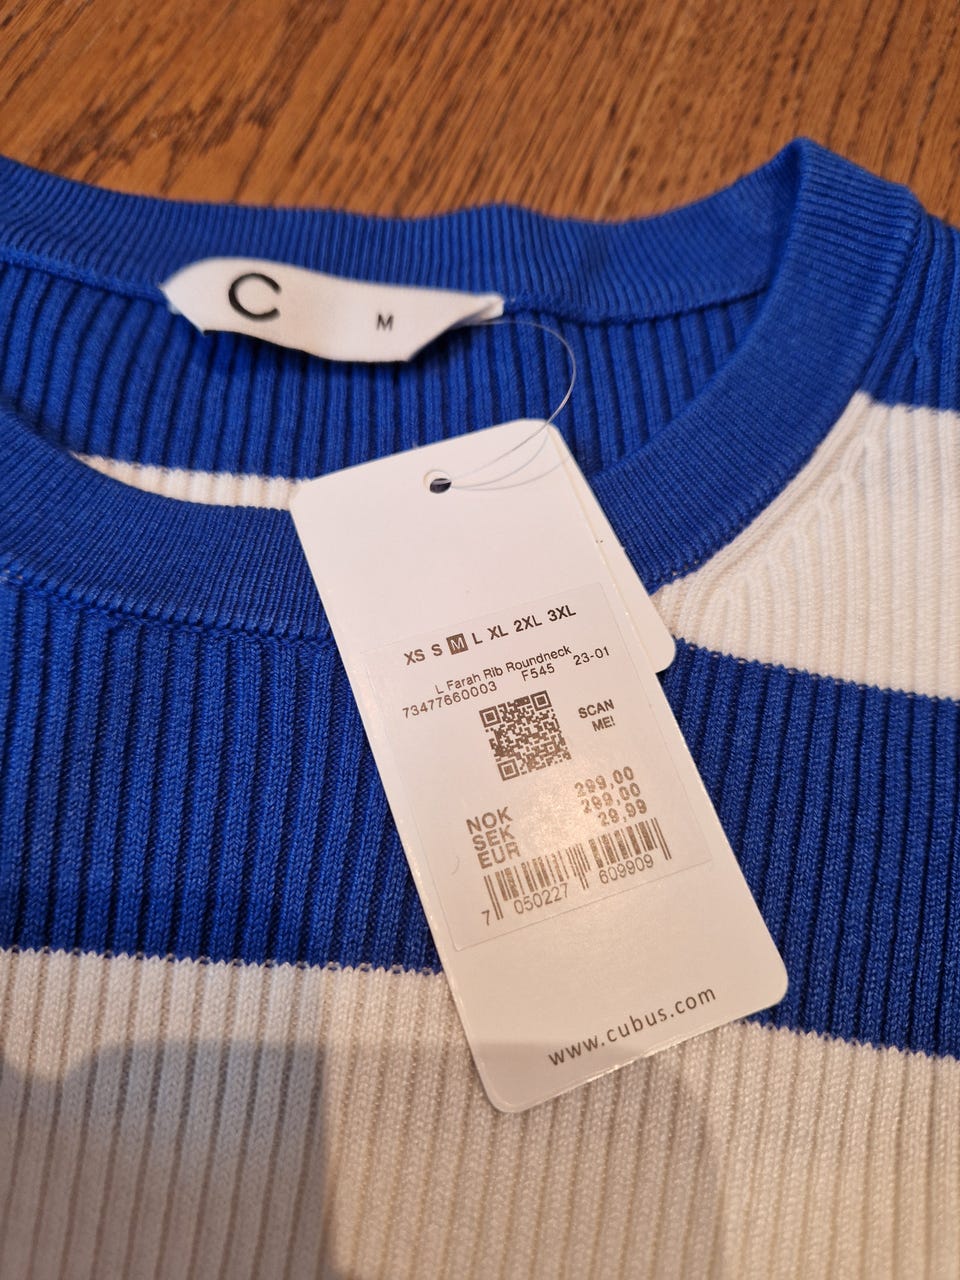 C M
XS S M L XL 2XL 3XL
L Farah Rib Roundneck
73477660003 F545 23-01
SCAN
ME!
NOK 299,00
SEK 299,00
EUR 29,99
7 050227 609909
www.cubus.com